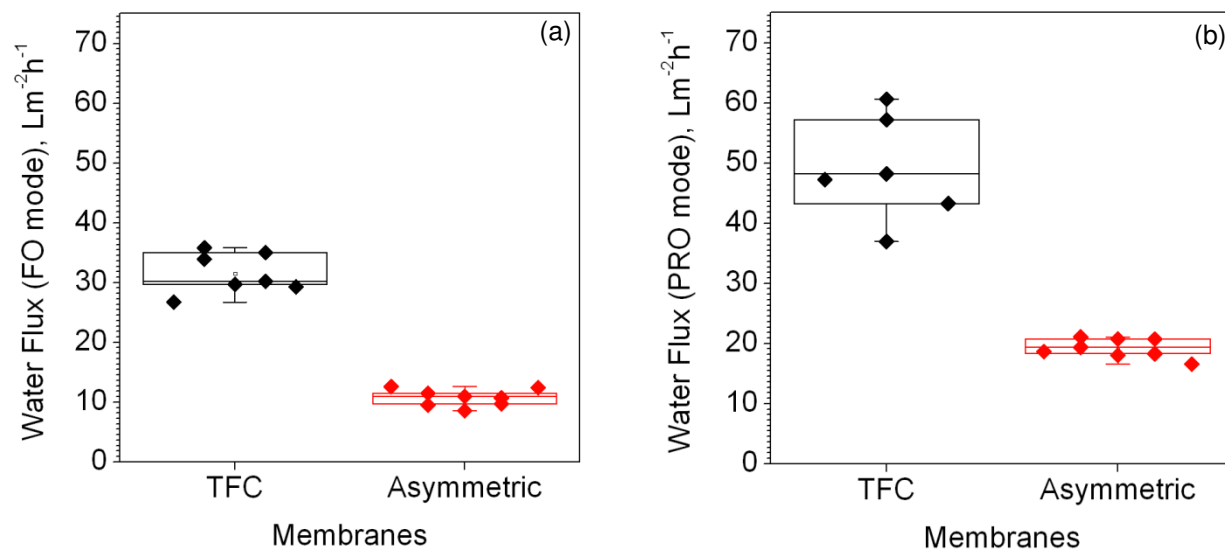 (a)
Water Flux (FO mode), Lm⁻²h⁻¹
70
60
50
40
30
20
10
0
TFC Asymmetric
Membranes
(b)
Water Flux (PRO mode), Lm⁻²h⁻¹
70
60
50
40
30
20
10
0
TFC Asymmetric
Membranes